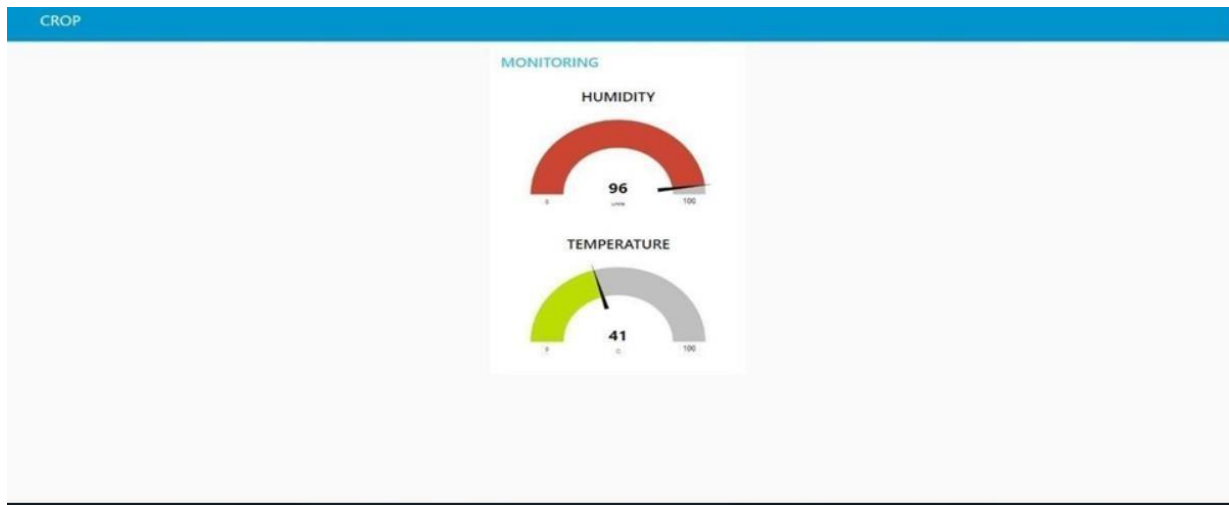 CROP
MONITORING
HUMIDITY
96
0
100
TEMPERATURE
41
0
C
100